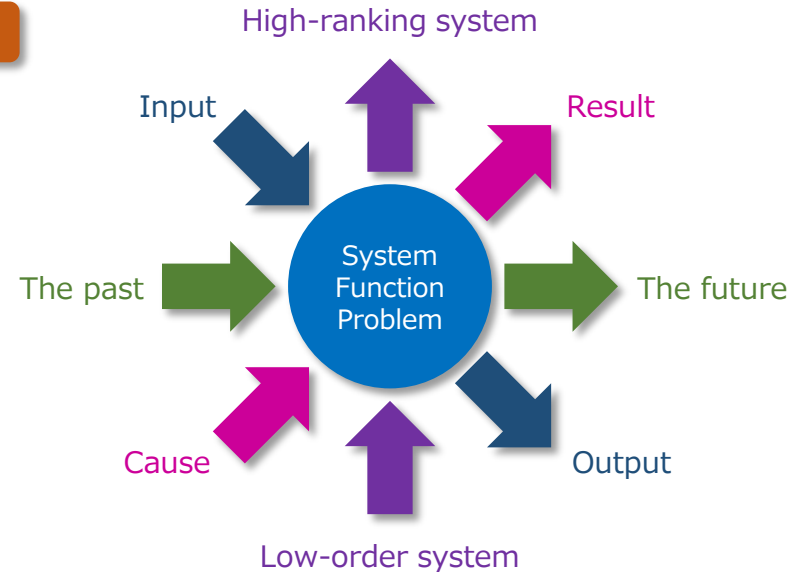 High-ranking system
Input
Result
The past
System
Function
Problem
The future
Cause
Output
Low-order system